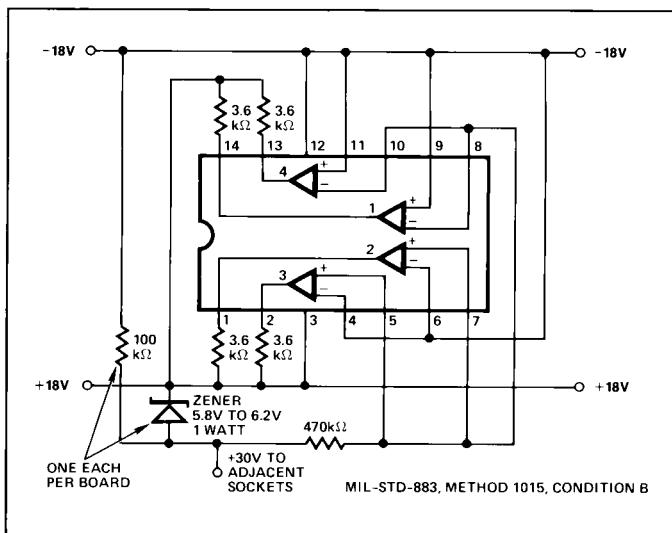 -18V
-18V
3.6 kΩ
3.6 kΩ
14
13
12
11
10
9
8
4
+
-
1
+
-
2
+
-
3
+
-
1
2
3
4
5
6
7
100 kΩ
3.6 kΩ
3.6 kΩ
+18V
+18V
ZENER
5.8V TO 6.2V
1 WATT
470kΩ
ONE EACH
PER BOARD
+30V TO
ADJACENT
SOCKETS
MIL-STD-883, METHOD 1015, CONDITION B